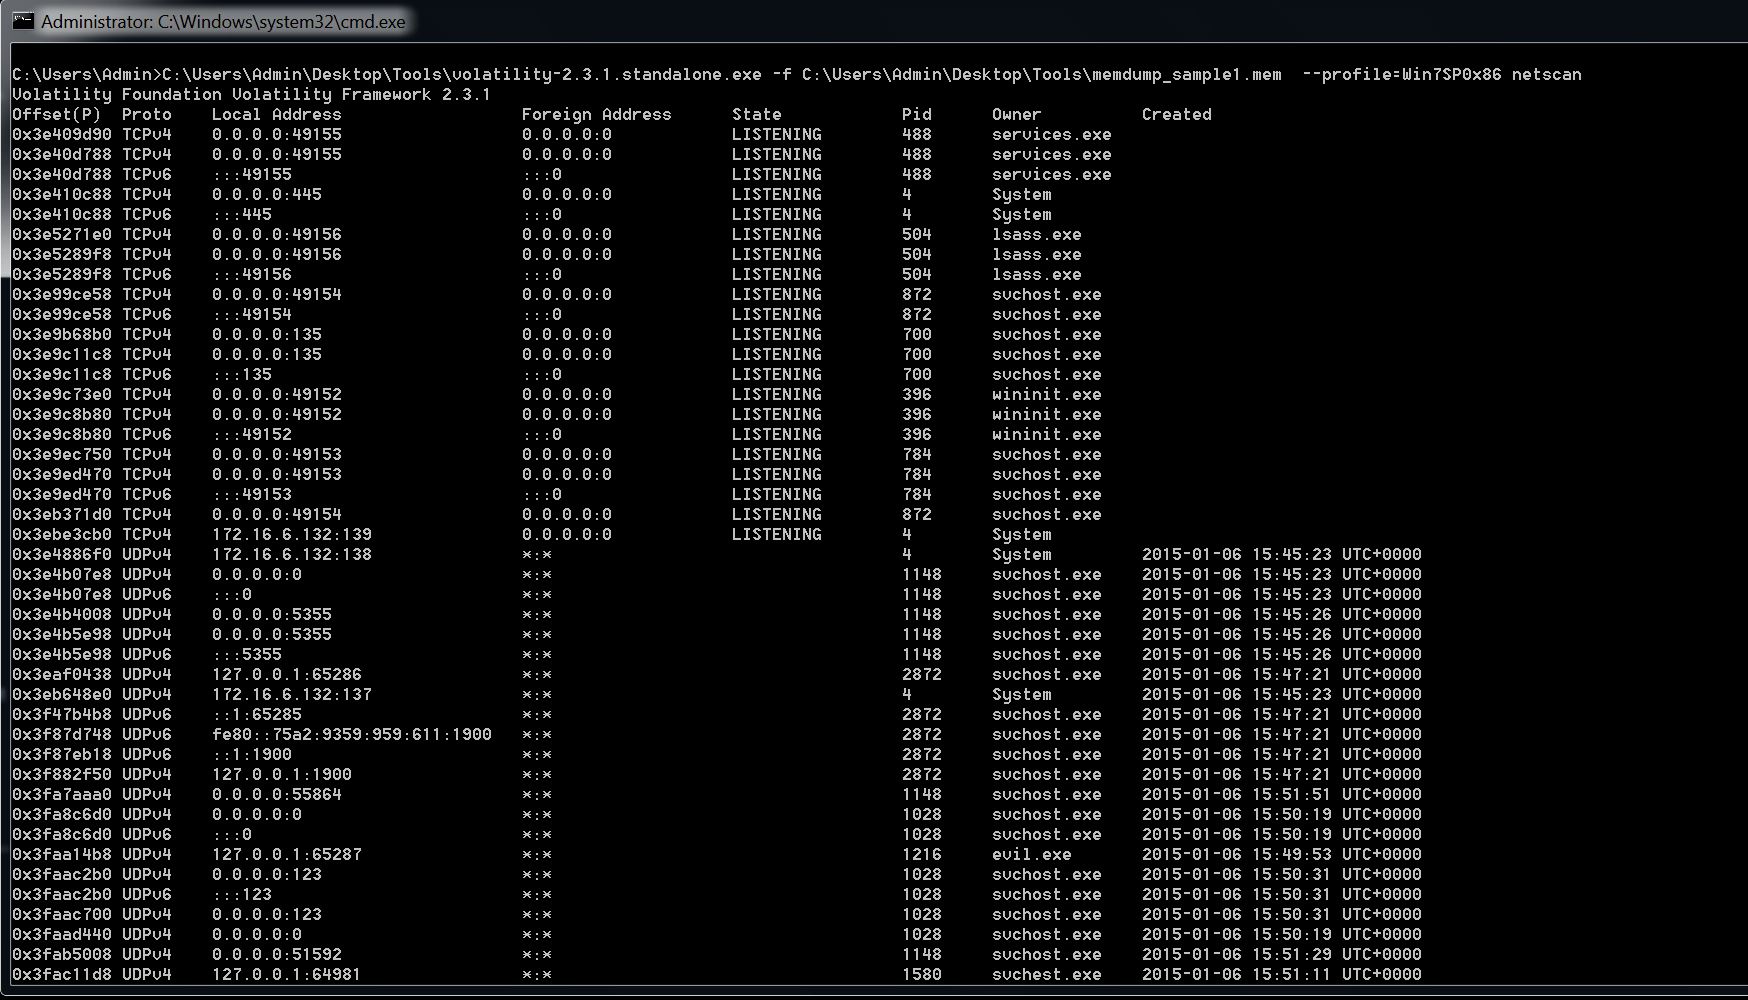 Administrator: C:\Windows\system32\cmd.exe
C:\Users\Admin>C:\Users\Admin\Desktop\Tools\volatility-2.3.1.standalone.exe -f C:\Users\Admin\Desktop\Tools\memdump_sample1.mem --profile=Win7SP0x86 netscan
Volatility Foundation Volatility Framework 2.3.1
Offset(P) Proto Local Address Foreign Address State Pid Owner Created
0x3e409d90 TCPv4 0.0.0.0:49155 0.0.0.0:0 LISTENING 488 services.exe
0x3e40d788 TCPv4 0.0.0.0:49155 0.0.0.0:0 LISTENING 488 services.exe
0x3e40d788 TCPv6 :::49155 :::0 LISTENING 488 services.exe
0x3e410c88 TCPv4 0.0.0.0:445 0.0.0.0:0 LISTENING 4 System
0x3e410c88 TCPv6 :::445 :::0 LISTENING 4 System
0x3e5271e0 TCPv4 0.0.0.0:49156 0.0.0.0:0 LISTENING 504 lsass.exe
0x3e5289f8 TCPv4 0.0.0.0:49156 0.0.0.0:0 LISTENING 504 lsass.exe
0x3e5289f8 TCPv6 :::49156 :::0 LISTENING 504 lsass.exe
0x3e99ce58 TCPv4 0.0.0.0:49154 0.0.0.0:0 LISTENING 872 svchost.exe
0x3e99ce58 TCPv6 :::49154 :::0 LISTENING 872 svchost.exe
0x3e9b68b0 TCPv4 0.0.0.0:135 0.0.0.0:0 LISTENING 700 svchost.exe
0x3e9c11c8 TCPv4 0.0.0.0:135 0.0.0.0:0 LISTENING 700 svchost.exe
0x3e9c11c8 TCPv6 :::135 :::0 LISTENING 700 svchost.exe
0x3e9c73e0 TCPv4 0.0.0.0:49152 0.0.0.0:0 LISTENING 396 wininit.exe
0x3e9c8b80 TCPv4 0.0.0.0:49152 0.0.0.0:0 LISTENING 396 wininit.exe
0x3e9c8b80 TCPv6 :::49152 :::0 LISTENING 396 wininit.exe
0x3e9ec750 TCPv4 0.0.0.0:49153 0.0.0.0:0 LISTENING 784 svchost.exe
0x3e9ed470 TCPv4 0.0.0.0:49153 0.0.0.0:0 LISTENING 784 svchost.exe
0x3e9ed470 TCPv6 :::49153 :::0 LISTENING 784 svchost.exe
0x3eb371d0 TCPv4 0.0.0.0:49154 0.0.0.0:0 LISTENING 872 svchost.exe
0x3ebe3cb0 TCPv4 172.16.6.132:139 0.0.0.0:0 LISTENING 4 System
0x3e4886f0 UDPv4 172.16.6.132:138 *:* 4 System 2015-01-06 15:45:23 UTC+0000
0x3e4b07e8 UDPv4 0.0.0.0:0 *:* 1148 svchost.exe 2015-01-06 15:45:23 UTC+0000
0x3e4b07e8 UDPv6 :::0 *:* 1148 svchost.exe 2015-01-06 15:45:23 UTC+0000
0x3e4b4008 UDPv4 0.0.0.0:5355 *:* 1148 svchost.exe 2015-01-06 15:45:26 UTC+0000
0x3e4b5e98 UDPv4 0.0.0.0:5355 *:* 1148 svchost.exe 2015-01-06 15:45:26 UTC+0000
0x3e4b5e98 UDPv6 :::5355 *:* 1148 svchost.exe 2015-01-06 15:45:26 UTC+0000
0x3eaf0438 UDPv4 127.0.0.1:65286 *:* 2872 svchost.exe 2015-01-06 15:47:21 UTC+0000
0x3eb648e0 UDPv4 172.16.6.132:137 *:* 4 System 2015-01-06 15:45:23 UTC+0000
0x3f47b4b8 UDPv6 ::1:65285 *:* 2872 svchost.exe 2015-01-06 15:47:21 UTC+0000
0x3f87d748 UDPv6 fe80::75a2:9359:959:611:1900 *:* 2872 svchost.exe 2015-01-06 15:47:21 UTC+0000
0x3f87eb18 UDPv6 ::1:1900 *:* 2872 svchost.exe 2015-01-06 15:47:21 UTC+0000
0x3f882f50 UDPv4 127.0.0.1:1900 *:* 2872 svchost.exe 2015-01-06 15:47:21 UTC+0000
0x3fa7aaa0 UDPv4 0.0.0.0:55864 *:* 1148 svchost.exe 2015-01-06 15:51:51 UTC+0000
0x3fa8c6d0 UDPv4 0.0.0.0:0 *:* 1028 svchost.exe 2015-01-06 15:50:19 UTC+0000
0x3fa8c6d0 UDPv6 :::0 *:* 1028 svchost.exe 2015-01-06 15:50:19 UTC+0000
0x3faa14b8 UDPv4 127.0.0.1:65287 *:* 1216 evil.exe 2015-01-06 15:49:53 UTC+0000
0x3faac2b0 UDPv4 0.0.0.0:123 *:* 1028 svchost.exe 2015-01-06 15:50:31 UTC+0000
0x3faac2b0 UDPv6 :::123 *:* 1028 svchost.exe 2015-01-06 15:50:31 UTC+0000
0x3faac700 UDPv4 0.0.0.0:123 *:* 1028 svchost.exe 2015-01-06 15:50:31 UTC+0000
0x3faad440 UDPv4 0.0.0.0:0 *:* 1028 svchost.exe 2015-01-06 15:50:19 UTC+0000
0x3fab5008 UDPv4 0.0.0.0:51592 *:* 1148 svchost.exe 2015-01-06 15:51:29 UTC+0000
0x3fac11d8 UDPv4 127.0.0.1:64981 *:* 1580 svchest.exe 2015-01-06 15:51:11 UTC+0000